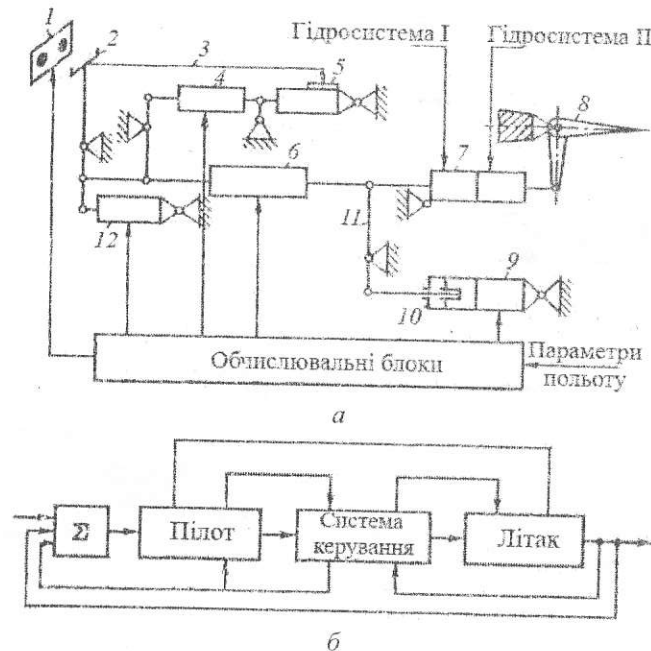 1
2
3
4
5
Гідросистема I
Гідросистема II
6
7
8
11
12
10
9
Обчислювальні блоки
Параметри
польоту
а
Σ
Пілот
Система
керування
Літак
б